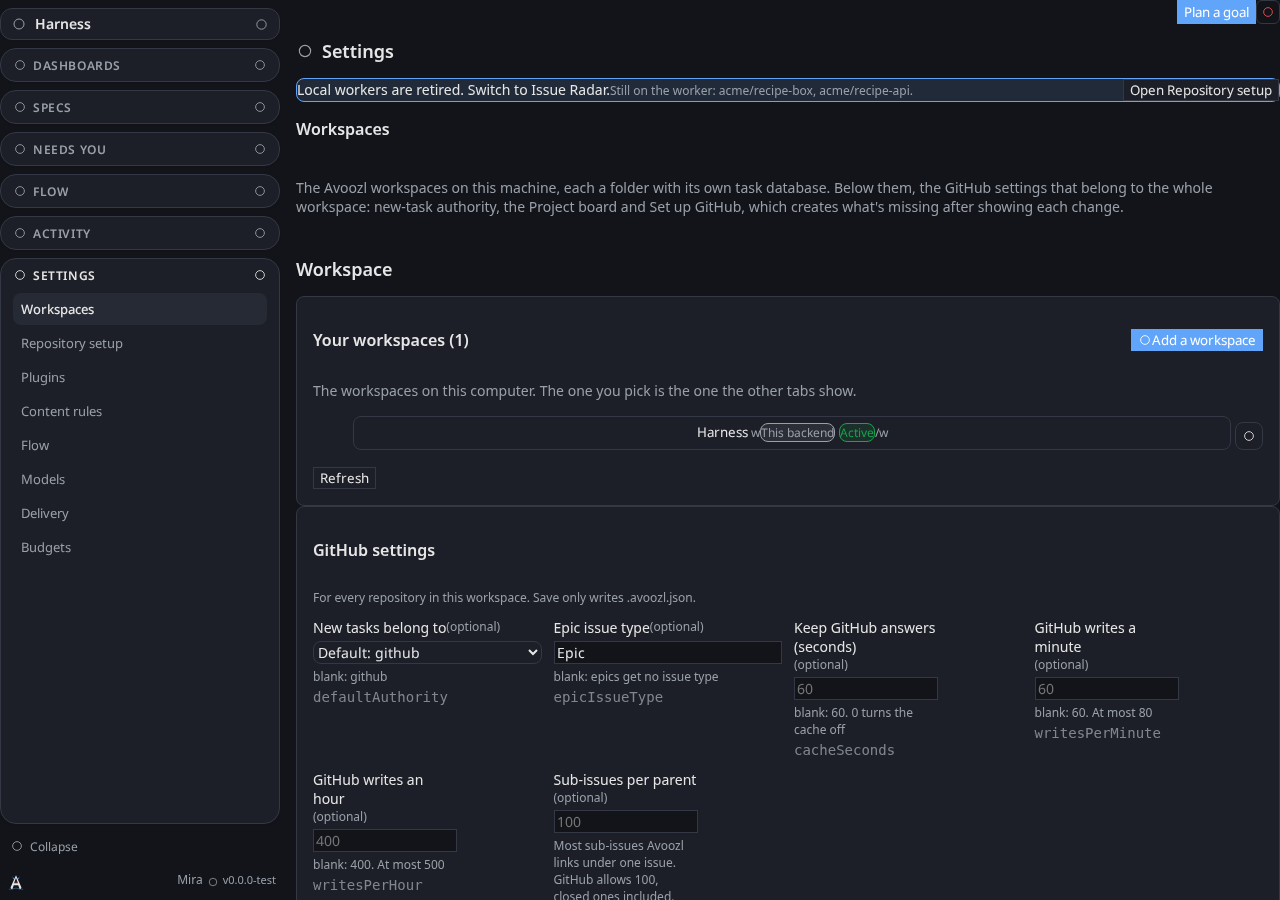 Harness
DASHBOARDS
SPECS
NEEDS YOU
FLOW
ACTIVITY
SETTINGS
Workspaces
Repository setup
Plugins
Content rules
Flow
Models
Delivery
Budgets
Collapse
Mira v0.0.0-test
Plan a goal
Settings
Local workers are retired. Switch to Issue Radar.Still on the worker: acme/recipe-box, acme/recipe-api.
Open Repository setup
Workspaces
The Avoozl workspaces on this machine, each a folder with its own task database. Below them, the GitHub settings that belong to the whole
workspace: new-task authority, the Project board and Set up GitHub, which creates what's missing after showing each change.
Workspace
Your workspaces (1)
Add a workspace
The workspaces on this computer. The one you pick is the one the other tabs show.
Harness w This backend Active /w
Refresh
GitHub settings
For every repository in this workspace. Save only writes .avoozl.json.
New tasks belong to(optional)
Default: github
blank: github
defaultAuthority
Epic issue type(optional)
Epic
blank: epics get no issue type
epicIssueType
Keep GitHub answers
(seconds)
(optional)
60
blank: 60. 0 turns the
cache off
cacheSeconds
GitHub writes a
minute
(optional)
60
blank: 60. At most 80
writesPerMinute
GitHub writes an
hour
(optional)
400
blank: 400. At most 500
writesPerHour
Sub-issues per parent
(optional)
100
Most sub-issues Avoozl
links under one issue.
GitHub allows 100,
closed ones included.